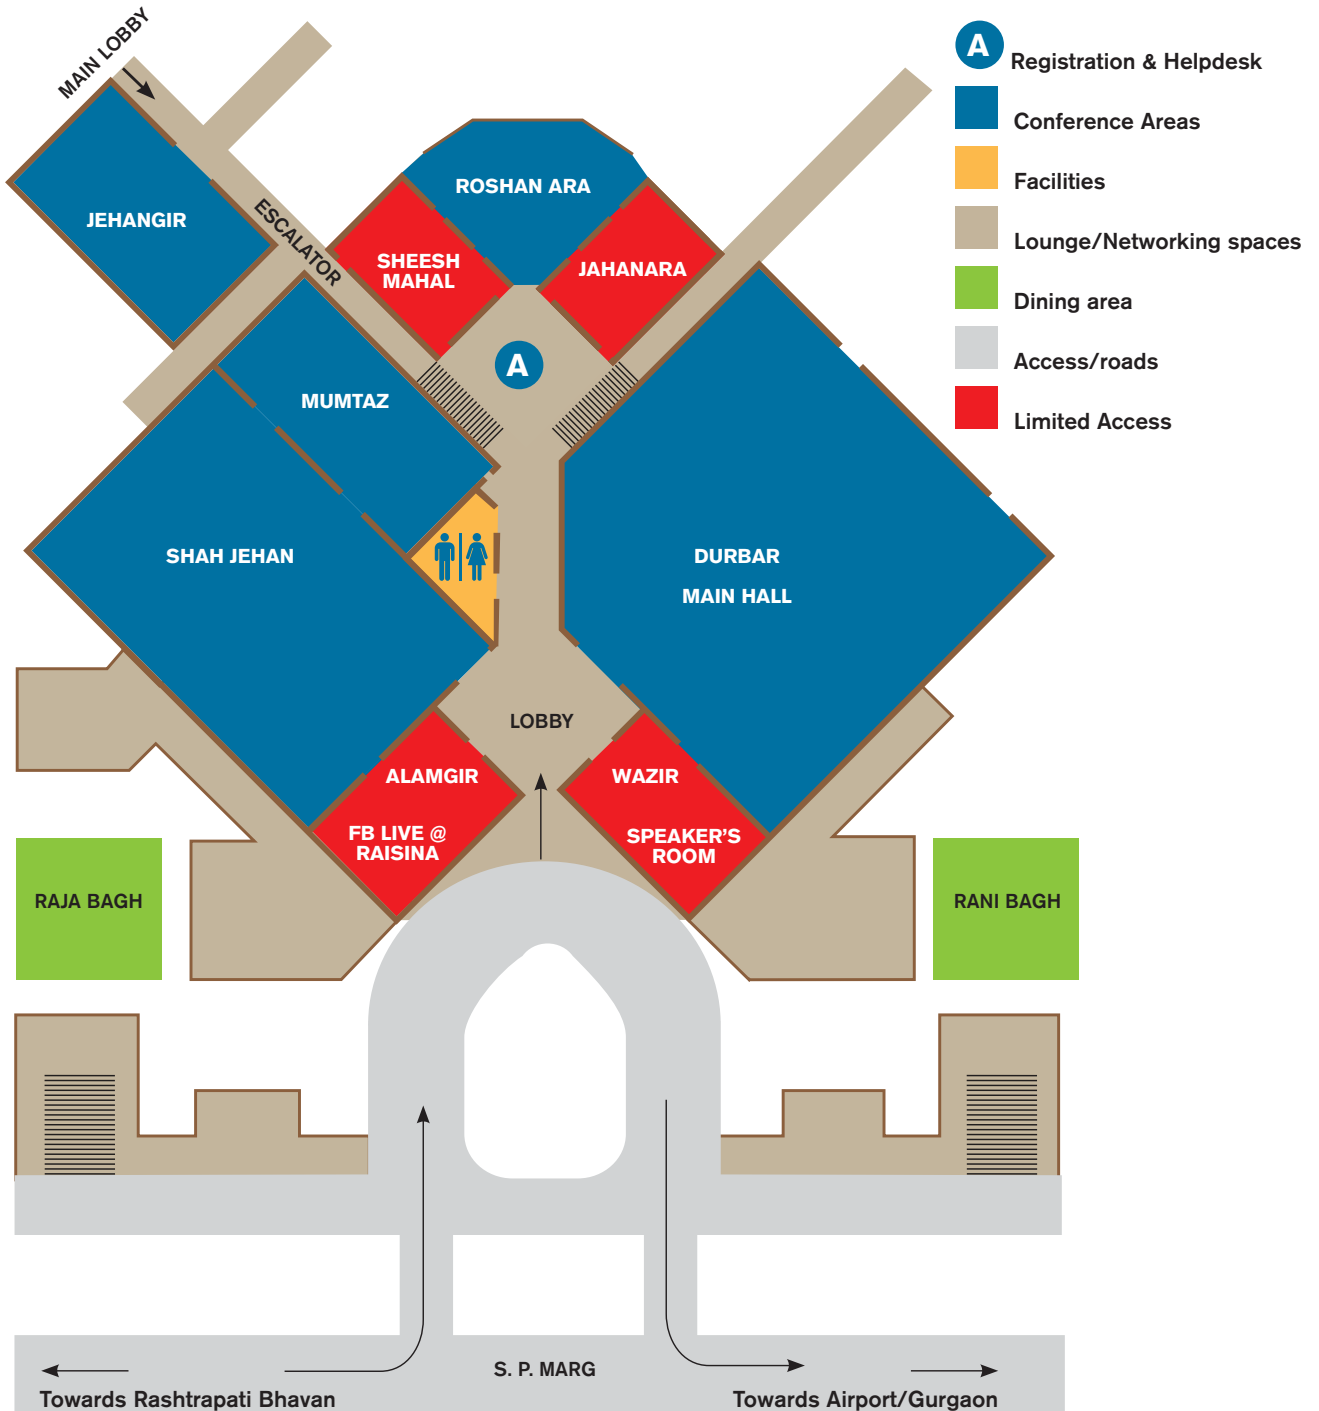 MAIN LOBBY
A
Registration & Helpdesk
Conference Areas
Facilities
Lounge/Networking spaces
Dining area
Access/roads
Limited Access
ROSHAN ARA
JEHANGIR
ESCALATOR
SHEESH
MAHAL
JAHANARA
A
MUMTAZ
SHAH JEHAN
DURBAR
MAIN HALL
LOBBY
ALAMGIR
FB LIVE @
RAISINA
WAZIR
SPEAKER'S
ROOM
RAJA BAGH
RANI BAGH
S. P. MARG
Towards Rashtrapati Bhavan
Towards Airport/Gurgaon